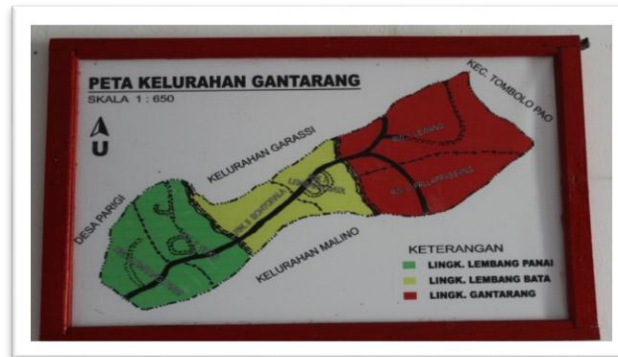 PETA KELURAHAN GANTARANG
SKALA 1 : 650
U
KEC. TOMBOLO PAO
KELURAHAN GARASSI
DESA PARIGI
KELURAHAN MALINO
KETERANGAN
LINGK. LEMBANG PANAI
LINGK. LEMBANG BATA
LINGK. GANTARANG